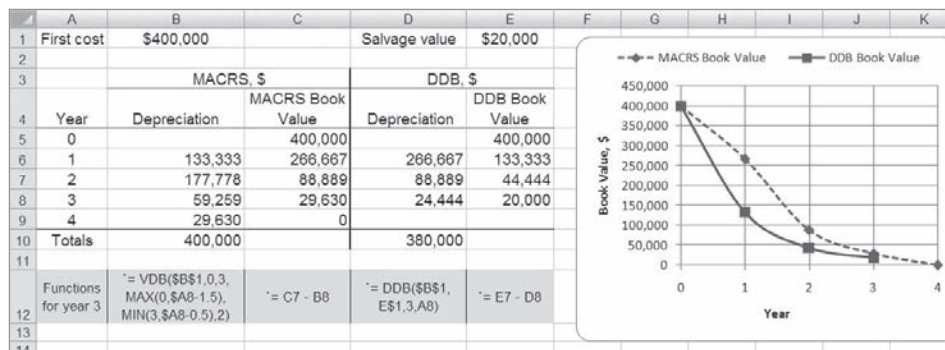 A B C D E F G H I J K
1 First cost $400,000 Salvage value $20,000
2
3 MACRS, $ DDB, $
MACRS Book DDB Book
4 Year Depreciation Value Depreciation Value
5 0 400,000 400,000
6 1 133,333 266,667 266,667 133,333
7 2 177,778 88,889 88,889 44,444
8 3 59,259 29,630 24,444 20,000
9 4 29,630 0
10 Totals 400,000 380,000
11
Functions
for year 3
'= VDB($B$1,0,3,
MAX(0,$A8-1.5),
MIN(3,$A8-0.5),2)
'= C7 - B8
'= DDB($B$1,
E$1,3,A8)
'= E7 - D8
12
13
14
MACRS Book Value DDB Book Value
Book Value, $
450,000
400,000
350,000
300,000
250,000
200,000
150,000
100,000
50,000
0
0 1 2 3 4
Year